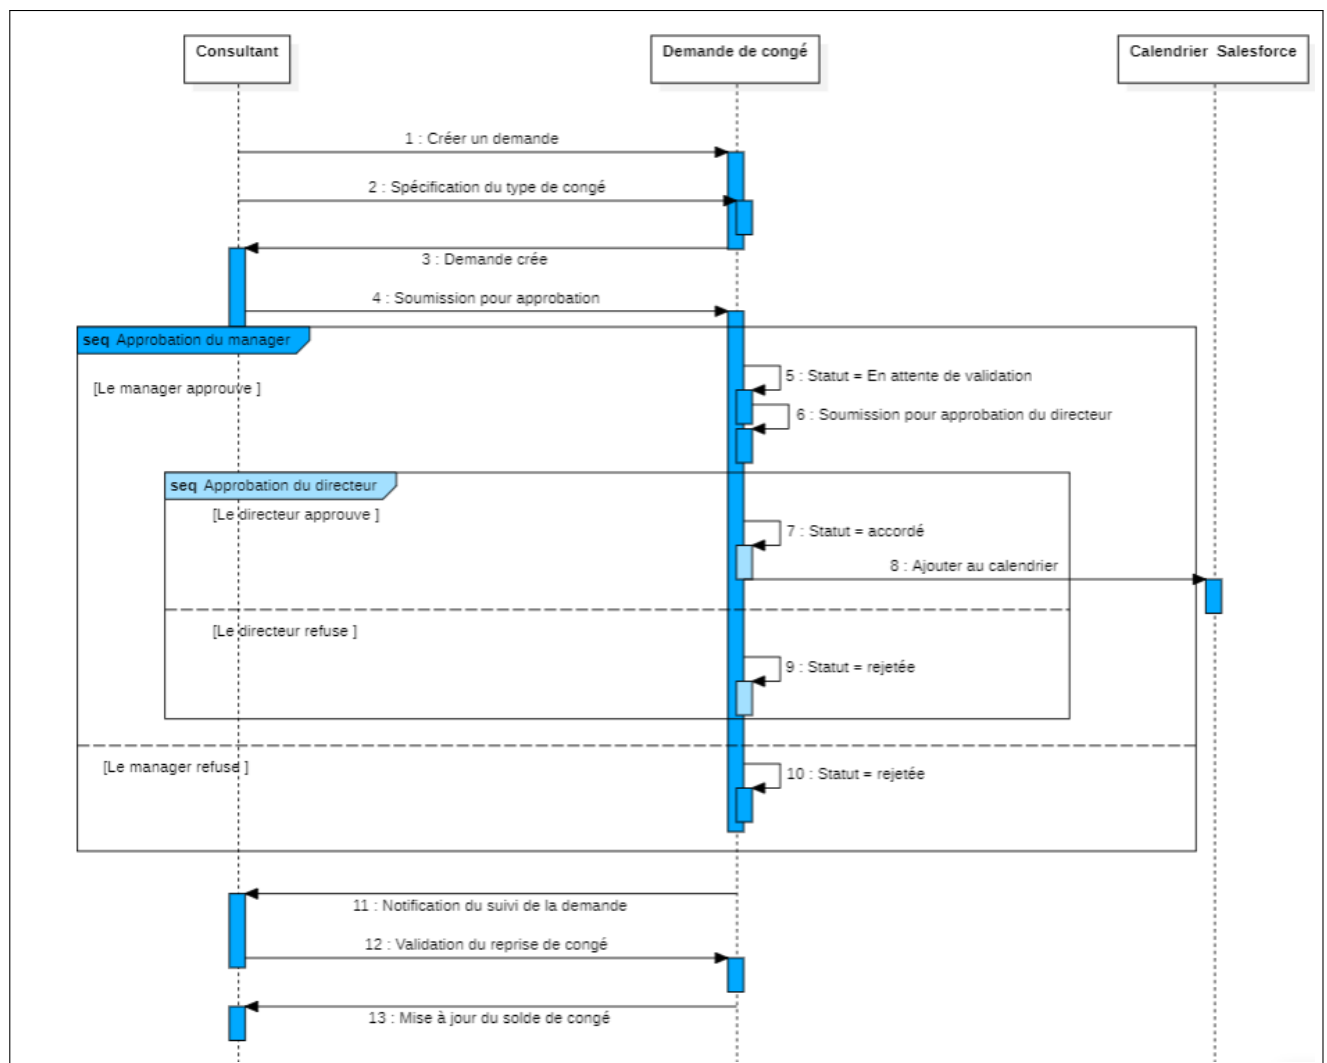 Consultant
Demande de congé
Calendrier Salesforce
1 : Créer un demande
2 : Spécification du type de congé
3 : Demande crée
4 : Soumission pour approbation
seq Approbation du manager
[Le manager approuve ]
5 : Statut = En attente de validation
6 : Soumission pour approbation du directeur
seq Approbation du directeur
[Le directeur approuve ]
7 : Statut = accordé
8 : Ajouter au calendrier
[Le directeur refuse ]
9 : Statut = rejetée
[Le manager refuse ]
10 : Statut = rejetée
11 : Notification du suivi de la demande
12 : Validation du reprise de congé
13 : Mise à jour du solde de congé